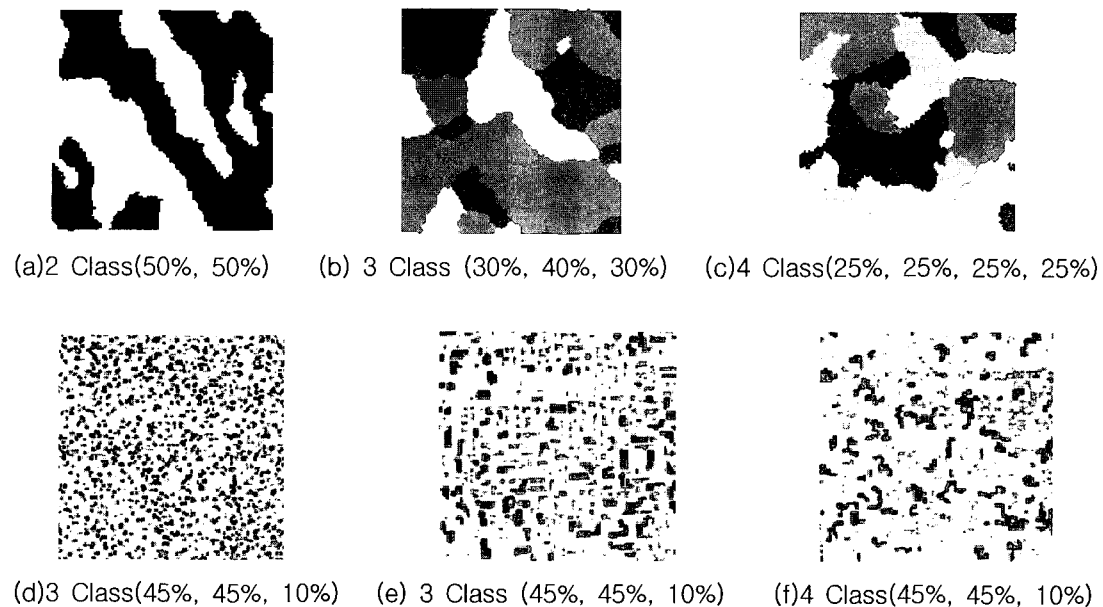 (a)2 Class(50%, 50%)
(b) 3 Class (30%, 40%, 30%)
(c)4 Class(25%, 25%, 25%, 25%)
(d)3 Class(45%, 45%, 10%)
(e) 3 Class (45%, 45%, 10%)
(f)4 Class(45%, 45%, 10%)